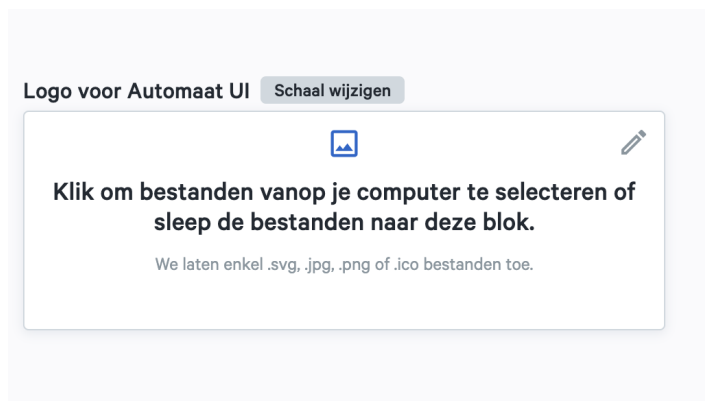 Logo voor Automaat UI
Schaal wijzigen
Klik om bestanden vanop je computer te selecteren of
sleep de bestanden naar deze blok.
We laten enkel .svg, .jpg, .png of .ico bestanden toe.